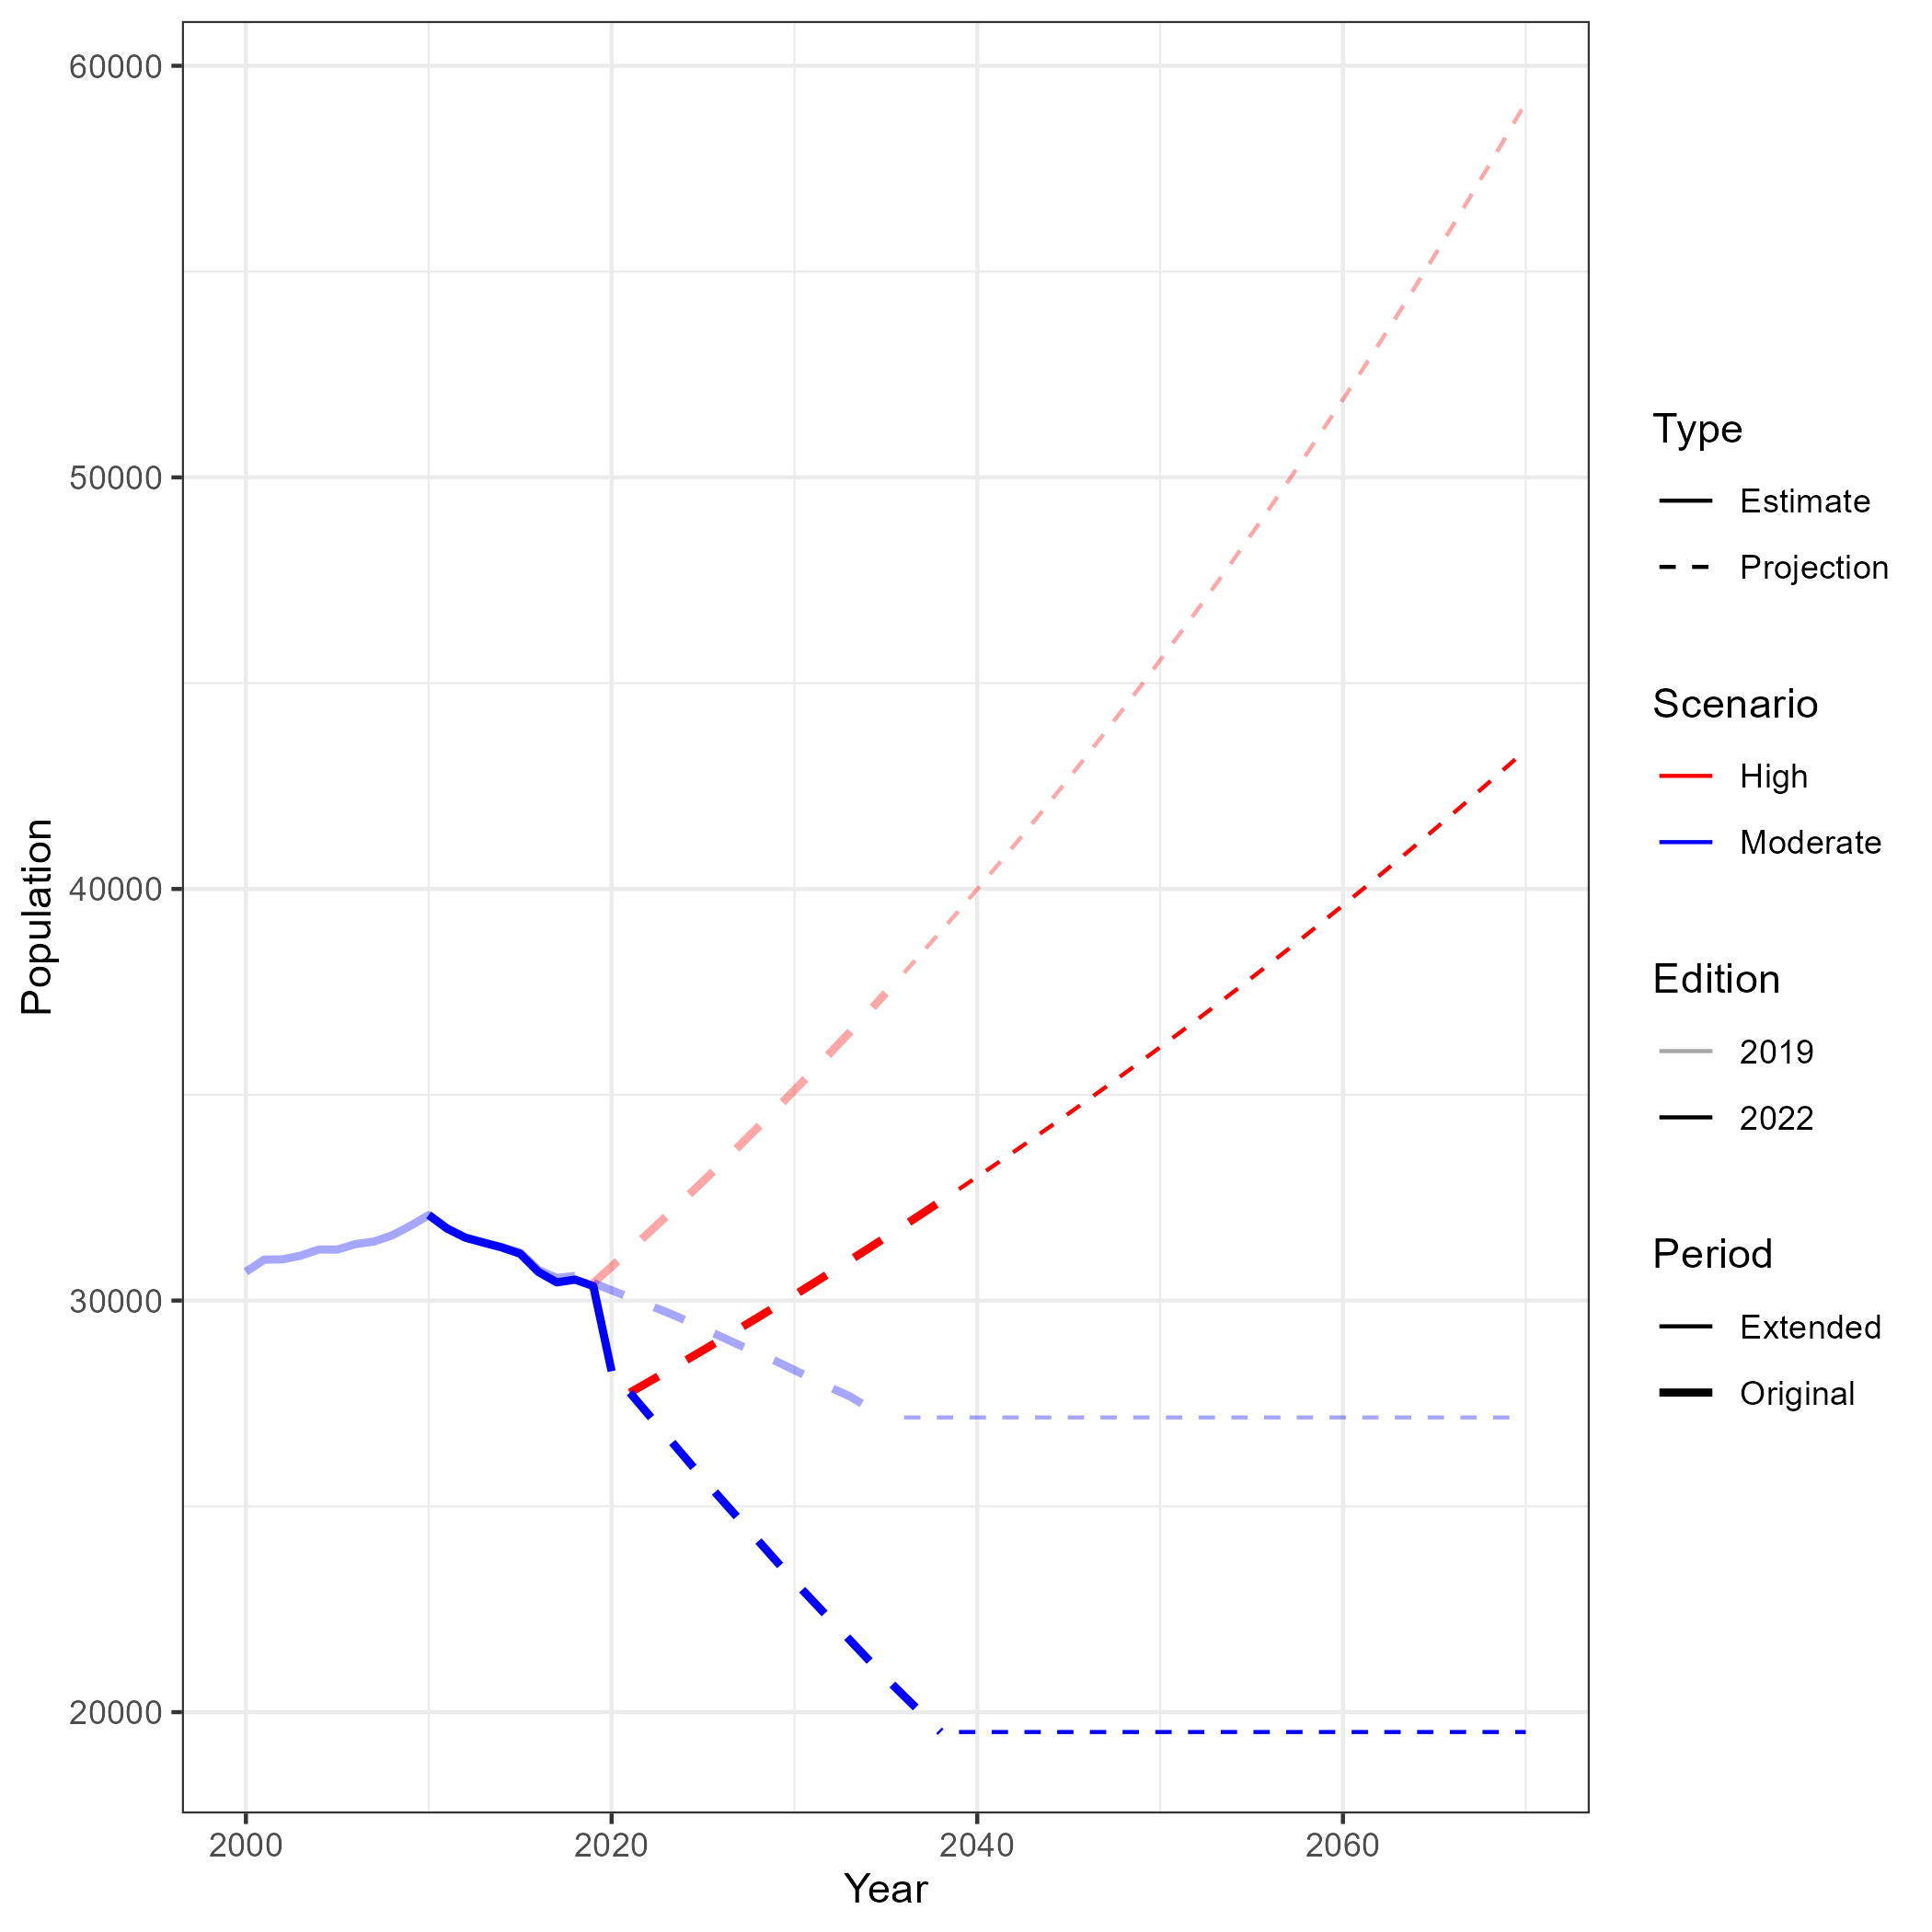 60000
50000
40000
30000
20000
Population
2000
2020
2040
2060
Year
Type
Estimate
Projection
Scenario
High
Moderate
Edition
2019
2022
Period
Extended
Original